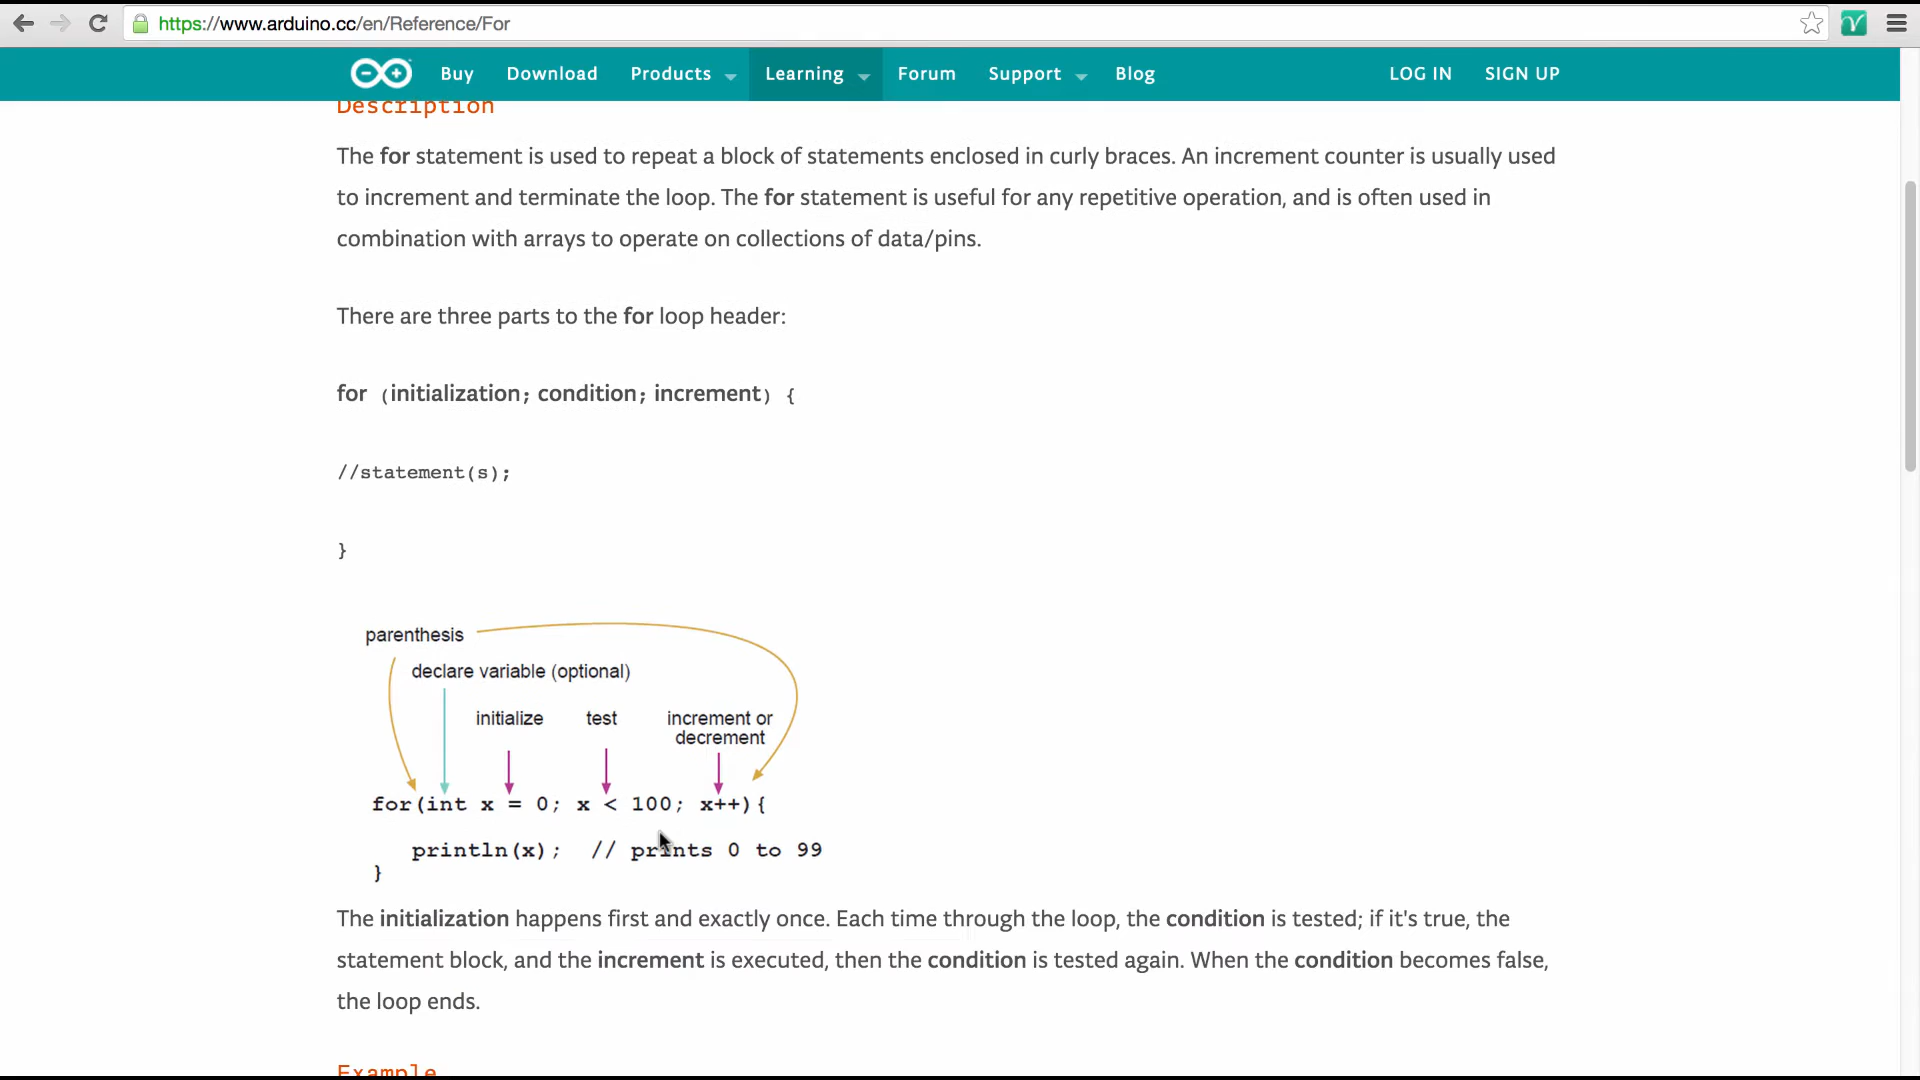 https://www.arduino.cc/en/Reference/For
Buy Download Products Learning Forum Support Blog LOG IN SIGN UP
Description
The for statement is used to repeat a block of statements enclosed in curly braces. An increment counter is usually used
to increment and terminate the loop. The for statement is useful for any repetitive operation, and is often used in
combination with arrays to operate on collections of data/pins.
There are three parts to the for loop header:
for (initialization; condition; increment) {
//statement(s);
}
parenthesis
declare variable (optional)
initialize test increment or
decrement
for(int x = 0; x < 100; x++){
println(x); // prints 0 to 99
}
The initialization happens first and exactly once. Each time through the loop, the condition is tested; if it's true, the
statement block, and the increment is executed, then the condition is tested again. When the condition becomes false,
the loop ends.
Example